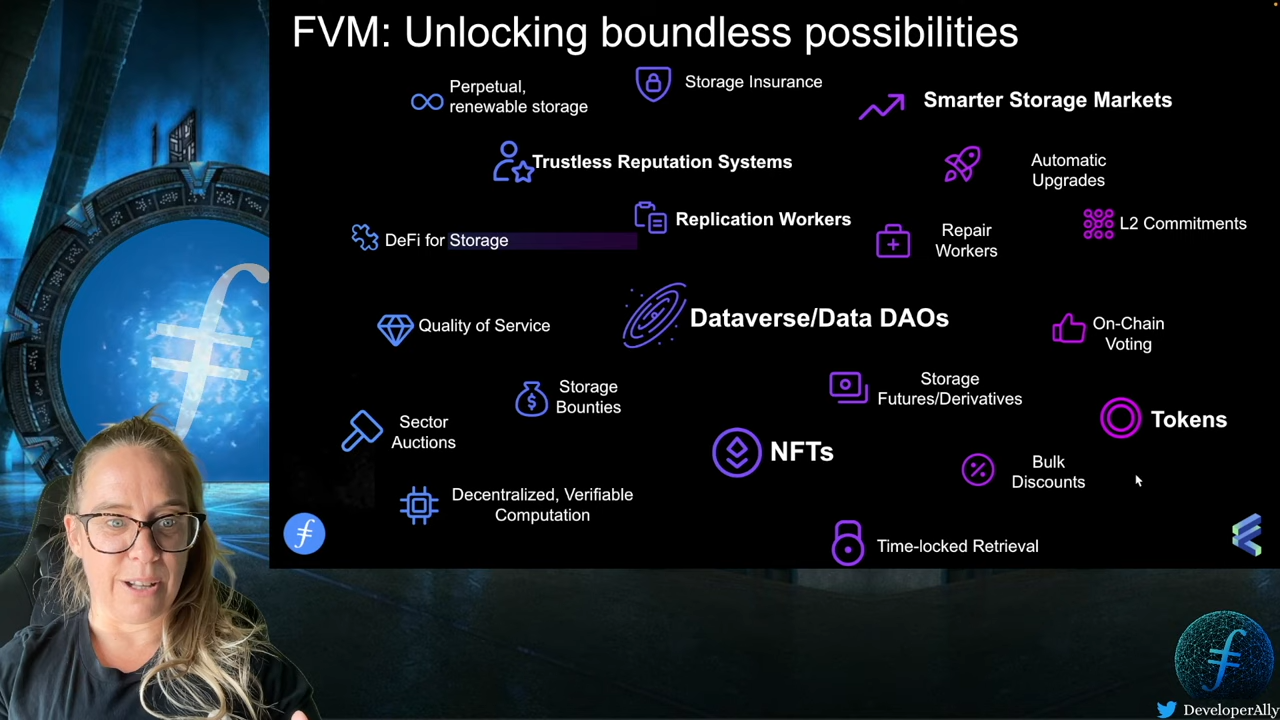 FVM: Unlocking boundless possibilities
Perpetual,
renewable storage
Storage Insurance
Smarter Storage Markets
Trustless Reputation Systems
Automatic
Upgrades
Replication Workers
L2 Commitments
DeFi for Storage
Repair
Workers
Quality of Service
Dataverse/Data DAOs
On-Chain
Voting
Storage
Bounties
Storage
Futures/Derivatives
Sector
Auctions
Tokens
NFTs
Bulk
Discounts
Decentralized, Verifiable
Computation
Time-locked Retrieval
DeveloperAlly